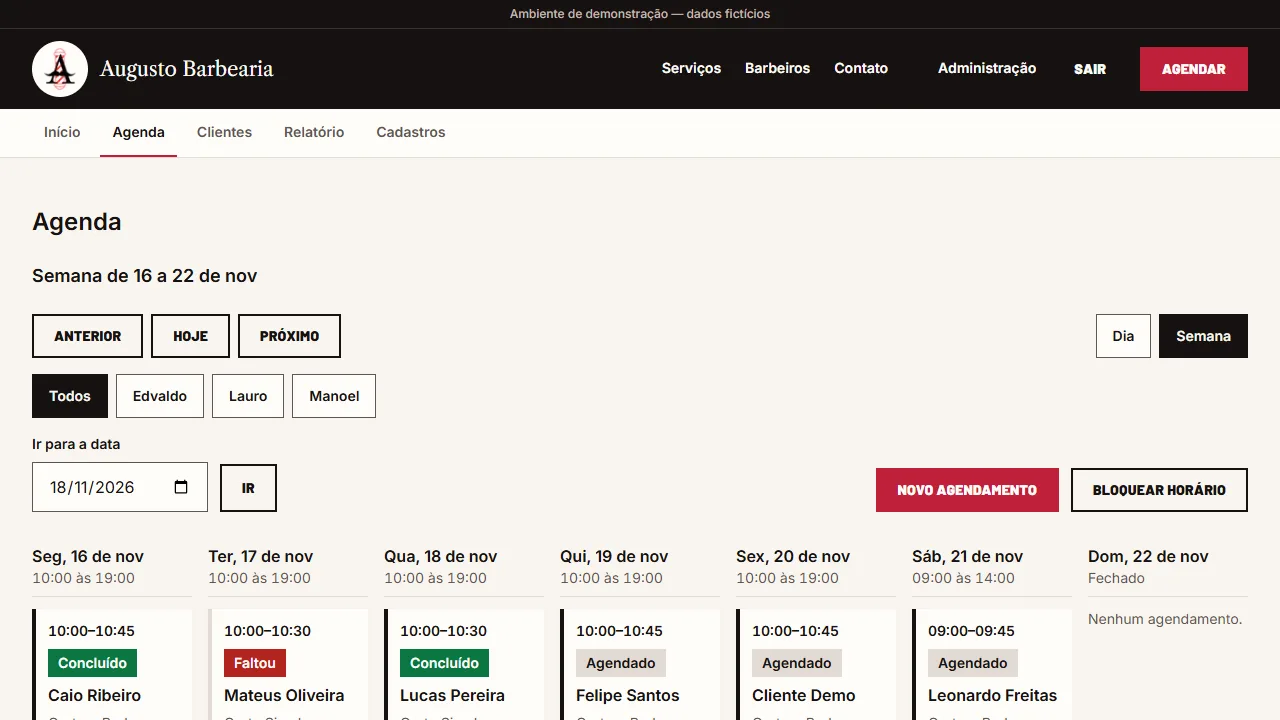 Ambiente de demonstração — dados fictícios
A
Augusto Barbearia
Serviços Barbeiros Contato Administração SAIR AGENDAR
Início Agenda Clientes Relatório Cadastros
Agenda
Semana de 16 a 22 de nov
ANTERIOR HOJE PRÓXIMO Dia Semana
Todos Edvaldo Lauro Manoel
Ir para a data
18/11/2026 IR NOVO AGENDAMENTO BLOQUEAR HORÁRIO
Seg, 16 de nov Ter, 17 de nov Qua, 18 de nov Qui, 19 de nov Sex, 20 de nov Sáb, 21 de nov Dom, 22 de nov
10:00 às 19:00 10:00 às 19:00 10:00 às 19:00 10:00 às 19:00 10:00 às 19:00 09:00 às 14:00 Fechado
10:00–10:45 10:00–10:30 10:00–10:30 10:00–10:45 10:00–10:45 09:00–09:45 Nenhum agendamento.
Concluído Faltou Concluído Agendado Agendado Agendado
Caio Ribeiro Mateus Oliveira Lucas Pereira Felipe Santos Cliente Demo Leonardo Freitas